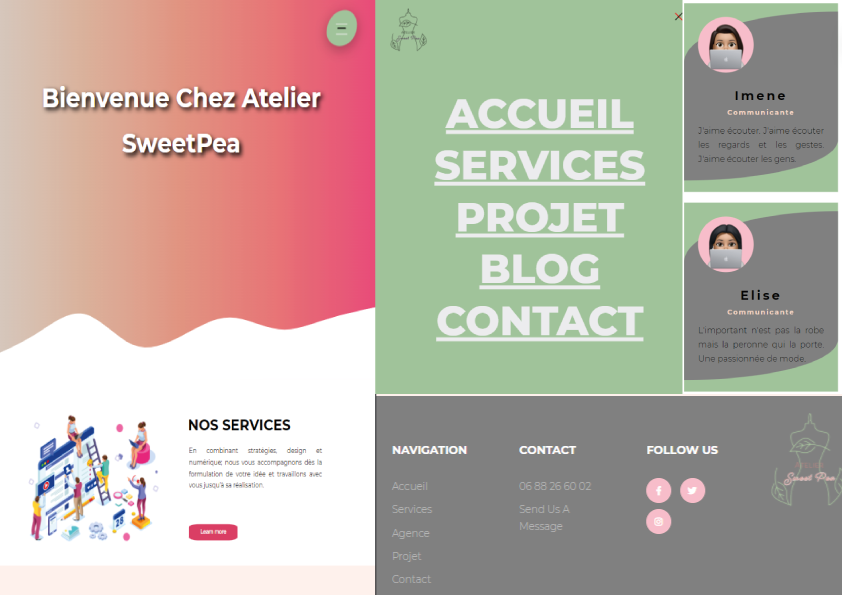 Bienvenue Chez Atelier
SweetPea
NOS SERVICES
En combinant stratégies, design et
numérique; nous vous accompagnons dès la
formulation de votre idée et travaillons avec
vous jusqu'à sa réalisation.
Learn more
Sweet Pea
ACCUEIL
SERVICES
PROJET
BLOG
CONTACT
Imene
Communicante
J'aime écouter. J'aime écouter
les regards et les gestes.
J'aime écouter les gens.
Elise
Communicante
L'important n'est pas la robe
mais la peronne qui la porte.
Une passionnée de mode.
NAVIGATION
Accueil
Services
Agence
Projet
Contact
CONTACT
06 88 26 60 02
Send Us A
Message
FOLLOW US
Sweet Pea